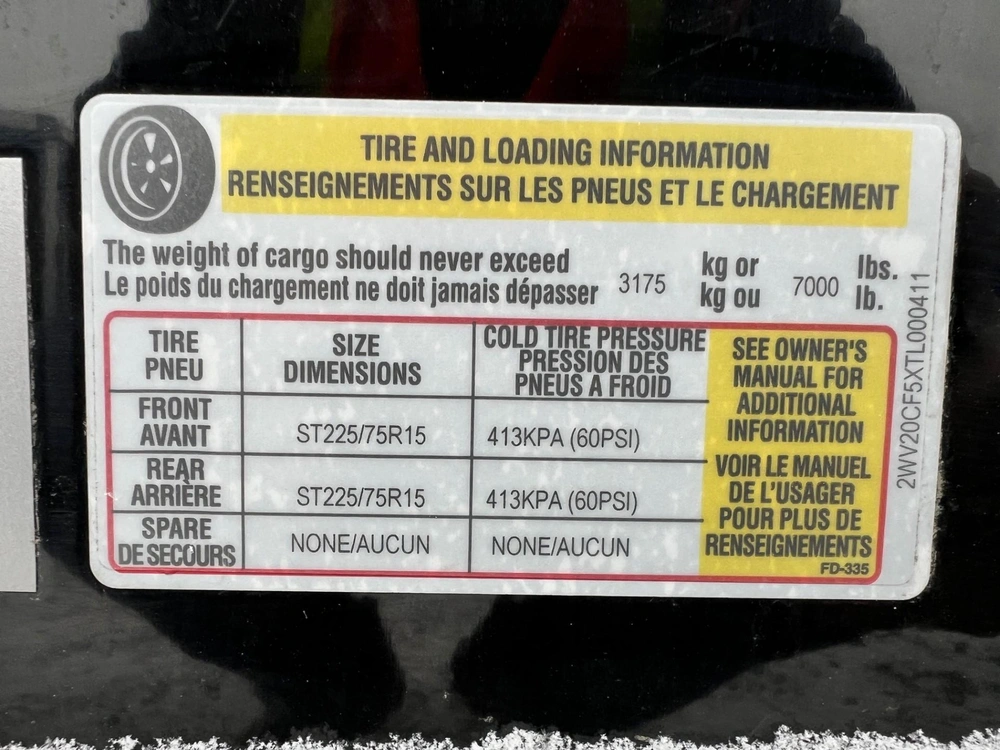 TIRE AND LOADING INFORMATION
RENSEIGNEMENTS SUR LES PNEUS ET LE CHARGEMENT
The weight of cargo should never exceed
Le poids du chargement ne doit jamais dépasser
3175
kg or
kg ou
7000
lbs.
lb.
TIRE
PNEU
SIZE
DIMENSIONS
COLD TIRE PRESSURE
PRESSION DES
PNEUS A FROID
FRONT
AVANT
ST225/75R15
413KPA (60PSI)
REAR
ARRIÈRE
ST225/75R15
413KPA (60PSI)
SPARE
DE SECOURS
NONE/AUCUN
NONE/AUCUN
SEE OWNER'S
MANUAL FOR
ADDITIONAL
INFORMATION
VOIR LE MANUEL
DE L'USAGER
POUR PLUS DE
RENSEIGNEMENTS
FD-335
2WV20CF5XTL000411